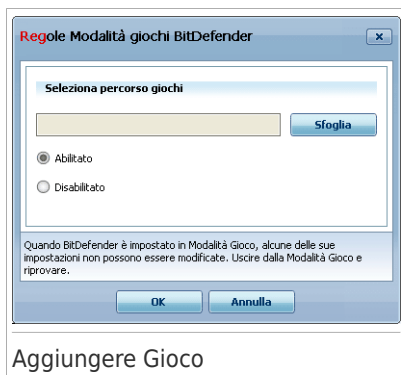 Regole Modalità giochi BitDefender
Seleziona percorso giochi
Sfoglia
Abilitato
Disabilitato
Quando BitDefender è impostato in Modalità Gioco, alcune delle sue
impostazioni non possono essere modificate. Uscire dalla Modalità Gioco e
riprovare.
OK
Annulla
Aggiungere Gioco